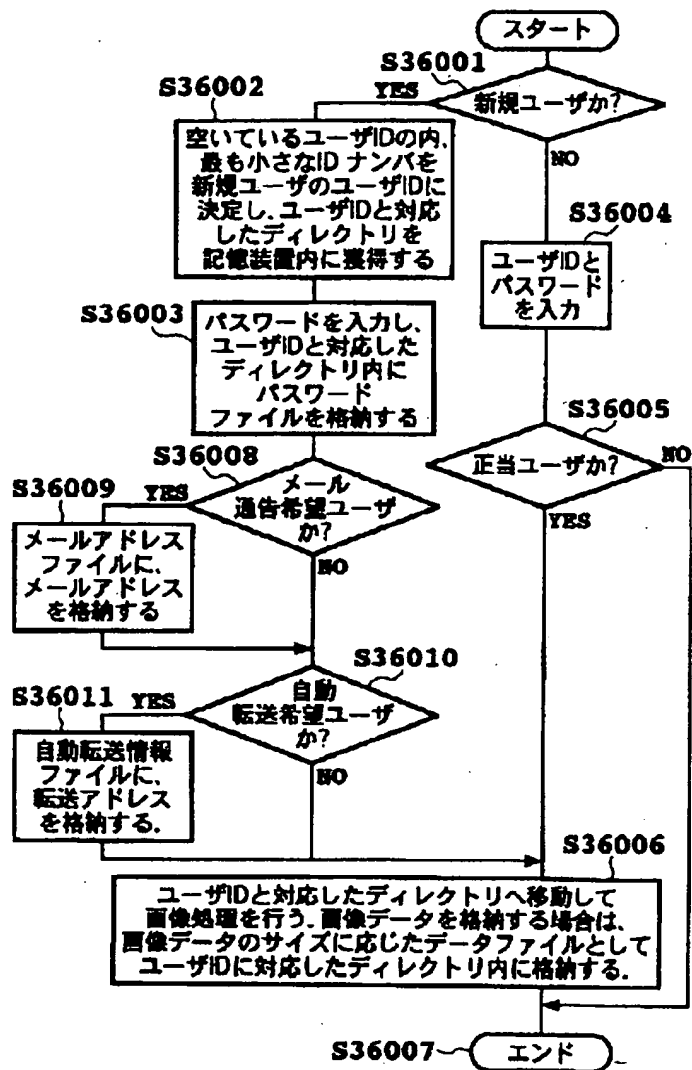 スタート
S36001
新規ユーザか?
YES
NO
S36002
空いているユーザIDの内、
最も小さなID ナンバを
新規ユーザのユーザIDに
決定し、ユーザIDと対応
したディレクトリを
記憶装置内に獲得する
S36004
ユーザIDと
パスワード
を入力
S36003
パスワードを入力し、
ユーザIDと対応した
ディレクトリ内に
パスワード
ファイルを格納する
S36005
正当ユーザか?
NO
YES
S36008
メール
通告希望ユーザ
か?
YES
NO
S36009
メールアドレス
ファイルに、
メールアドレス
を格納する
S36010
自動
転送希望ユーザ
か?
YES
NO
S36011
自動転送情報
ファイルに、
転送アドレス
を格納する.
S36006
ユーザIDと対応したディレクトリへ移動して
画像処理を行う.画像データを格納する場合は、
画像データのサイズに応じたデータファイルとして
ユーザIDに対応したディレクトリ内に格納する.
S36007
エンド